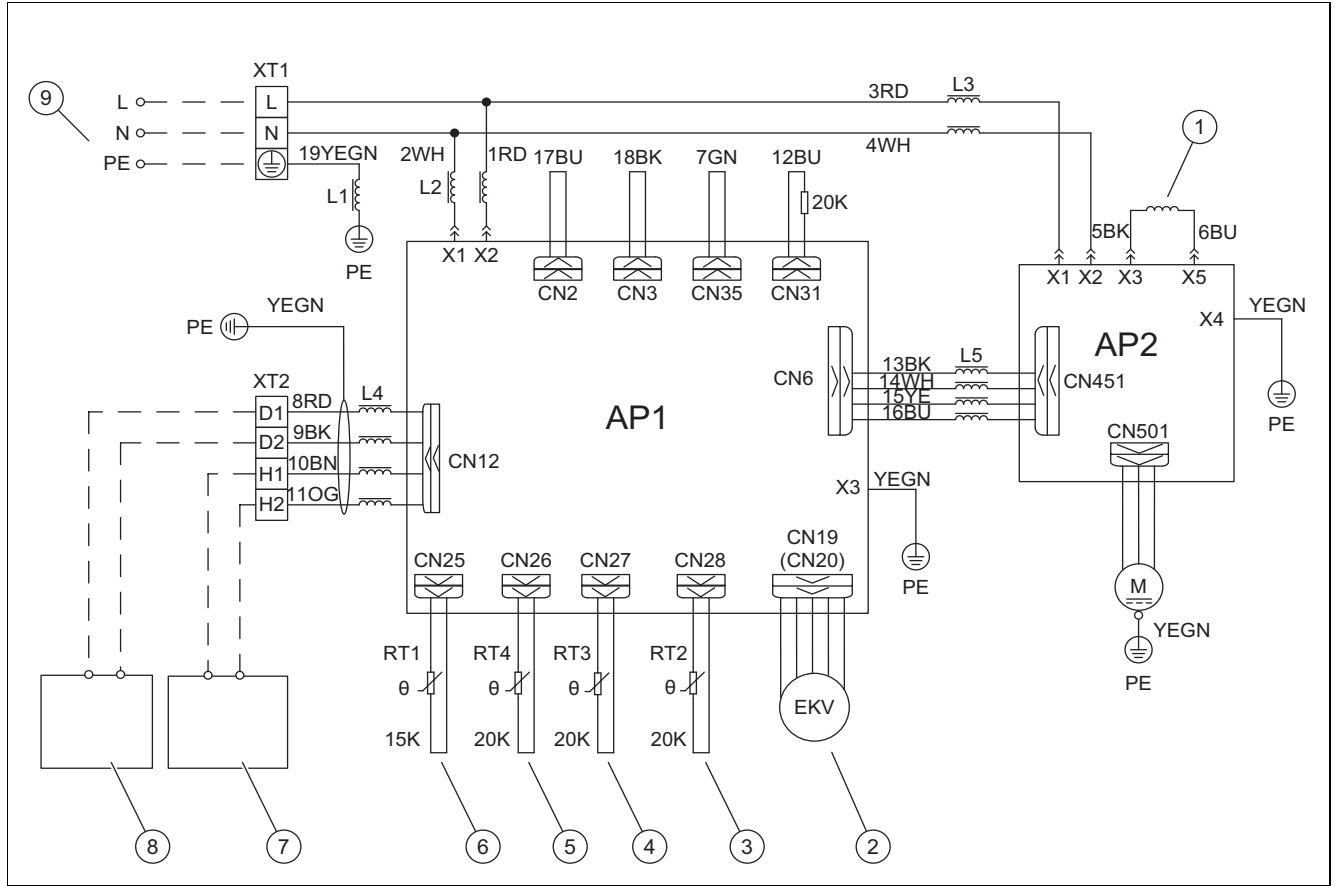 XT1
9
L
L
3RD
L3
N
N
4WH
1
PE
19YEGN
2WH
1RD
17BU
18BK
7GN
12BU
L1
L2
20K
5BK
6BU
PE
X1
X2
CN2
CN3
CN35
CN31
X1
X2
X3
X5
YEGN
PE
X4
YEGN
AP2
XT2
CN6
13BK
L5
14WH
15YE
16BU
CN451
D1
8RD
L4
AP1
PE
D2
9BK
CN501
H1
10BN
CN12
H2
11OG
X3
YEGN
CN19
(CN20)
CN25
CN26
CN27
CN28
PE
M
YEGN
RT1
RT4
RT3
RT2
θ
θ
θ
θ
PE
EKV
15K
20K
20K
20K
8
7
6
5
4
3
2